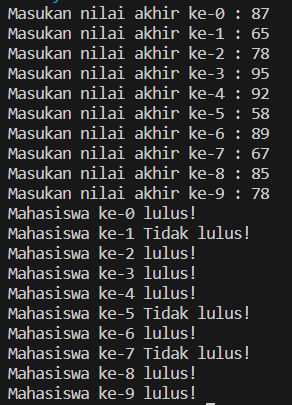 Masukan nilai akhir ke-0 : 87
Masukan nilai akhir ke-1 : 65
Masukan nilai akhir ke-2 : 78
Masukan nilai akhir ke-3 : 95
Masukan nilai akhir ke-4 : 92
Masukan nilai akhir ke-5 : 58
Masukan nilai akhir ke-6 : 89
Masukan nilai akhir ke-7 : 67
Masukan nilai akhir ke-8 : 85
Masukan nilai akhir ke-9 : 78
Mahasiswa ke-0 lulus!
Mahasiswa ke-1 Tidak lulus!
Mahasiswa ke-2 lulus!
Mahasiswa ke-3 lulus!
Mahasiswa ke-4 lulus!
Mahasiswa ke-5 Tidak lulus!
Mahasiswa ke-6 lulus!
Mahasiswa ke-7 Tidak lulus!
Mahasiswa ke-8 lulus!
Mahasiswa ke-9 lulus!